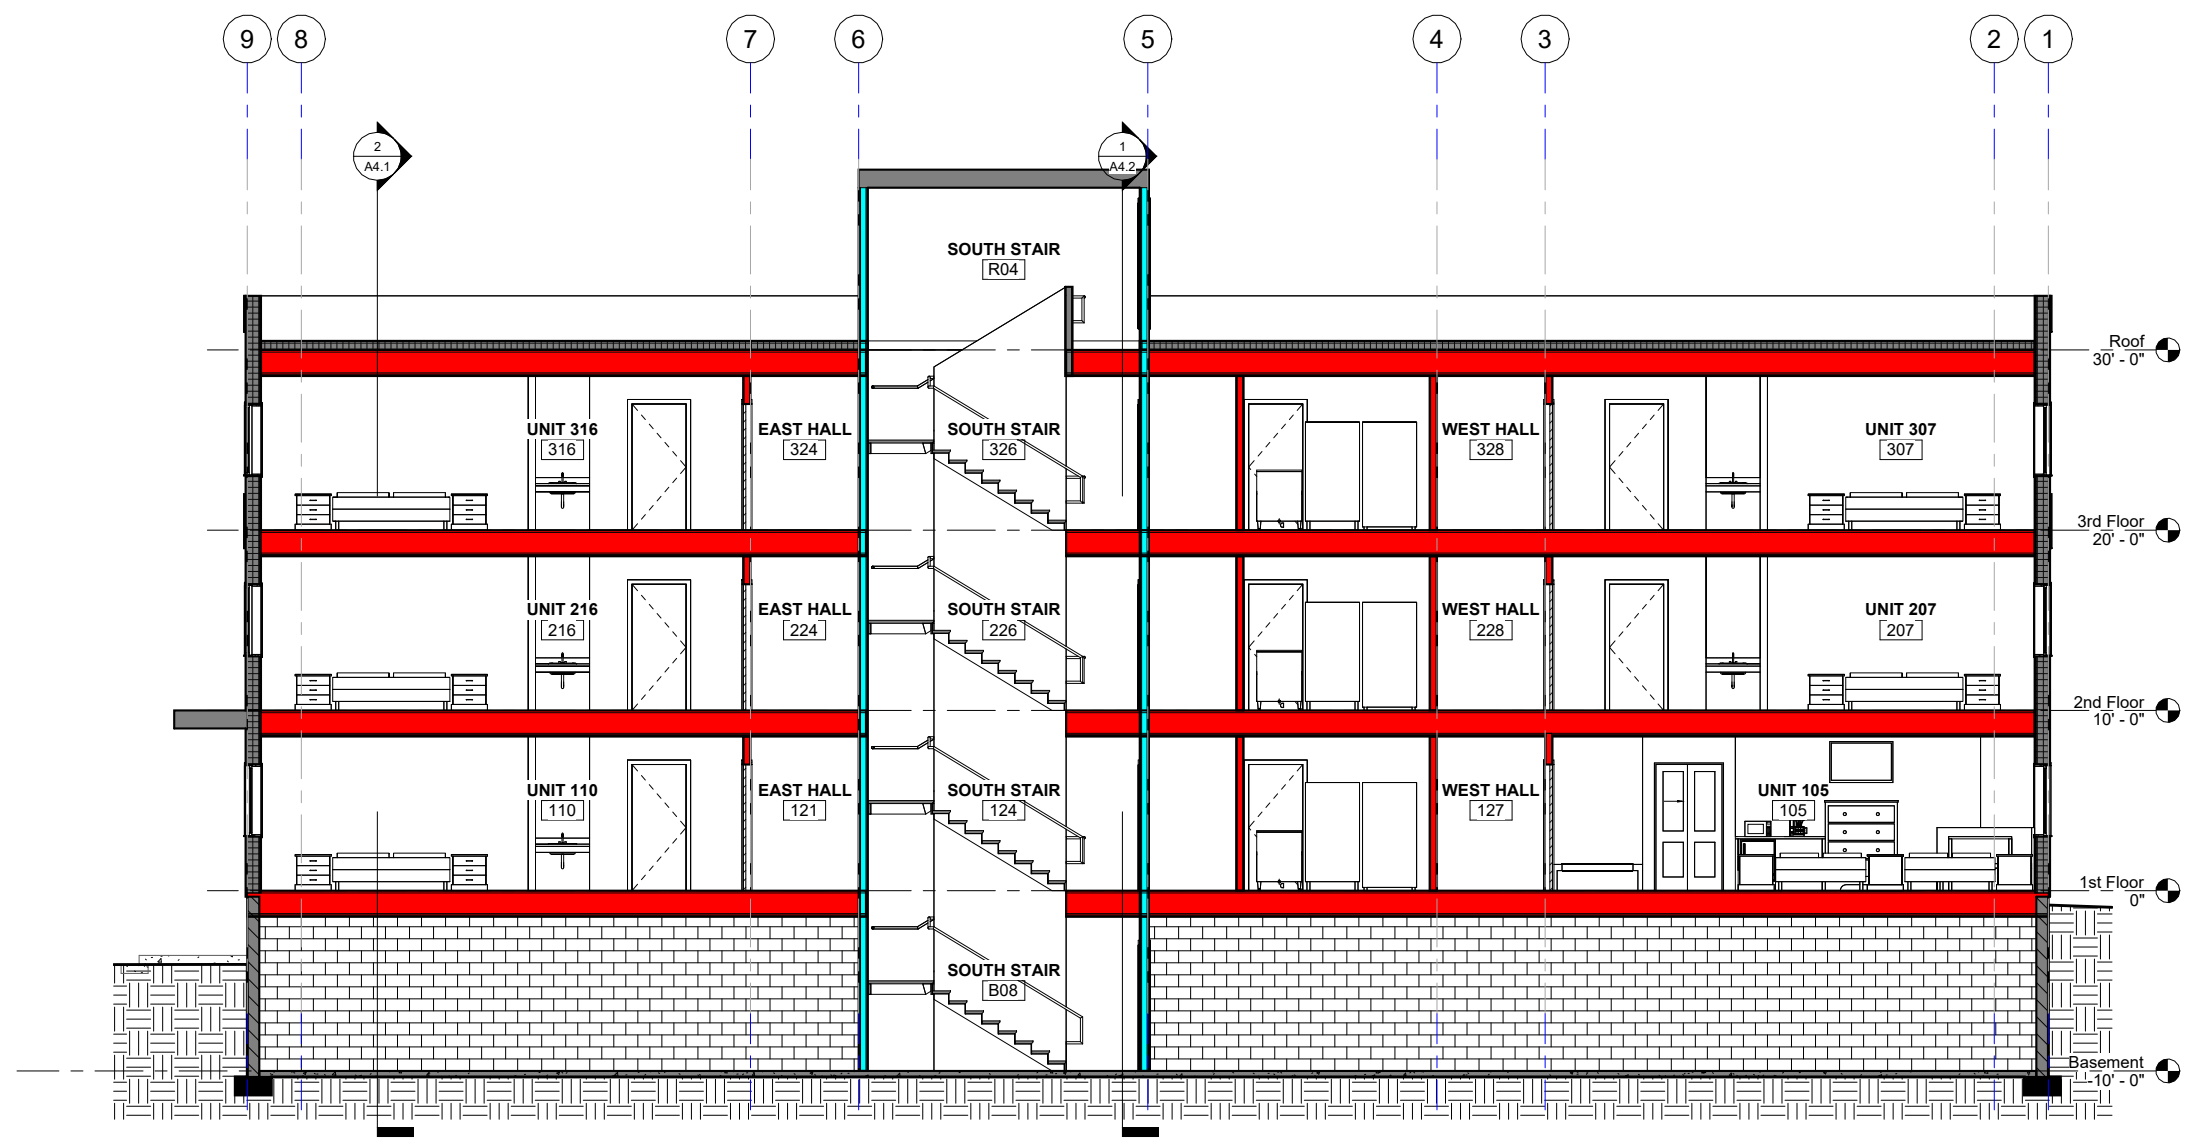 9 8 7 6 5 4 3 2 1
2
A4.1
1
A4.2
SOUTH STAIR
R04
Roof
30' - 0"
UNIT 316
316
EAST HALL
324
SOUTH STAIR
326
WEST HALL
328
UNIT 307
307
3rd Floor
20' - 0"
UNIT 216
216
EAST HALL
224
SOUTH STAIR
226
WEST HALL
228
UNIT 207
207
2nd Floor
10' - 0"
UNIT 110
110
EAST HALL
121
SOUTH STAIR
124
WEST HALL
127
UNIT 105
105
1st Floor
0"
SOUTH STAIR
B08
Basement
-10' - 0"